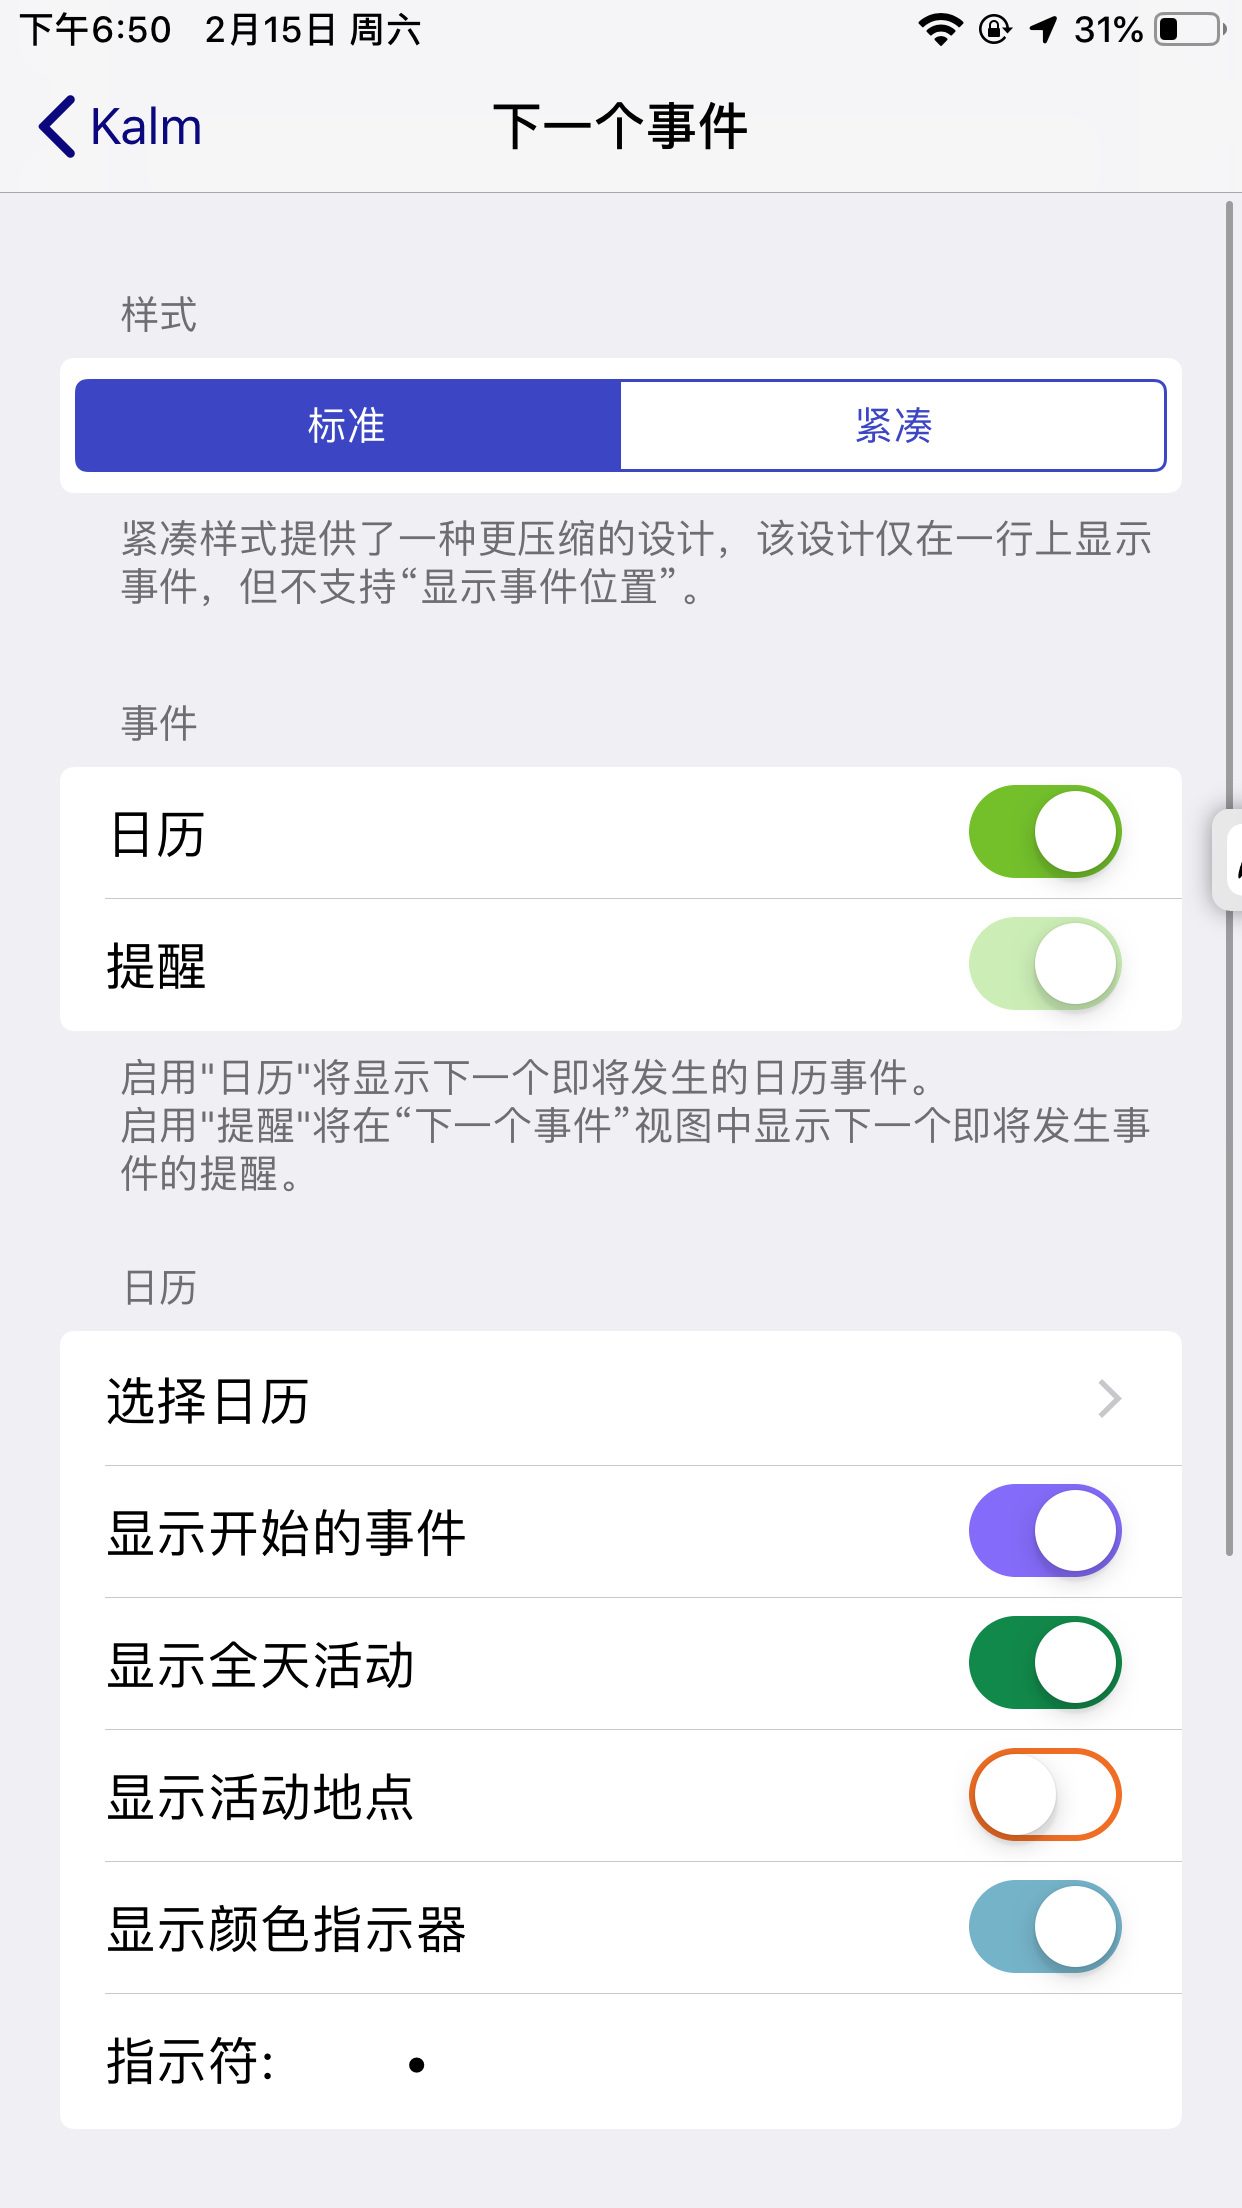 下午6:50 2月15日 周六 31%
Kalm 下一个事件
样式
标准 紧凑
紧凑样式提供了一种更压缩的设计，该设计仅在一行上显示
事件，但不支持“显示事件位置”。
事件
日历
提醒
启用"日历"将显示下一个即将发生的日历事件。
启用"提醒"将在“下一个事件”视图中显示下一个即将发生事
件的提醒。
日历
选择日历
显示开始的事件
显示全天活动
显示活动地点
显示颜色指示器
指示符: •